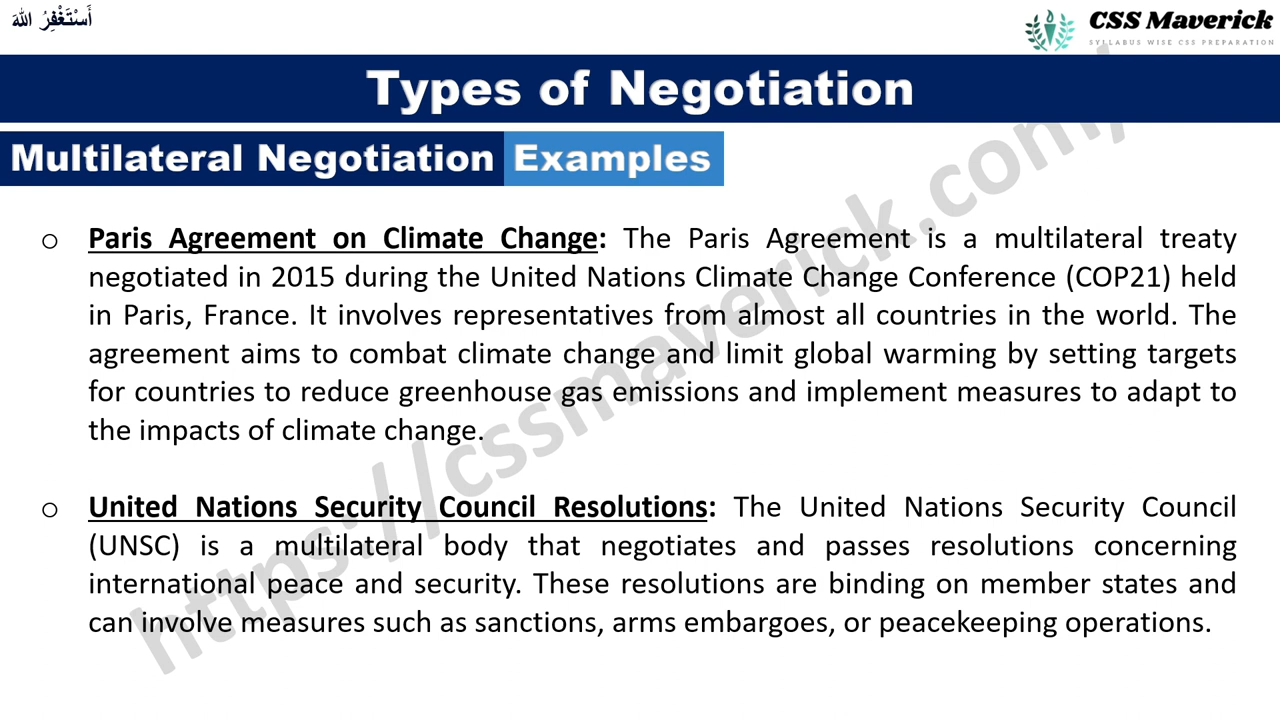 أَسْتَغْفِرُ اللهَ
CSS Maverick
SYLLABUS WISE CSS PREPARATION
Types of Negotiation
Multilateral Negotiation Examples
o Paris Agreement on Climate Change: The Paris Agreement is a multilateral treaty
negotiated in 2015 during the United Nations Climate Change Conference (COP21) held
in Paris, France. It involves representatives from almost all countries in the world. The
agreement aims to combat climate change and limit global warming by setting targets
for countries to reduce greenhouse gas emissions and implement measures to adapt to
the impacts of climate change.
o United Nations Security Council Resolutions: The United Nations Security Council
(UNSC) is a multilateral body that negotiates and passes resolutions concerning
international peace and security. These resolutions are binding on member states and
can involve measures such as sanctions, arms embargoes, or peacekeeping operations.
https://cssmaverick.com/